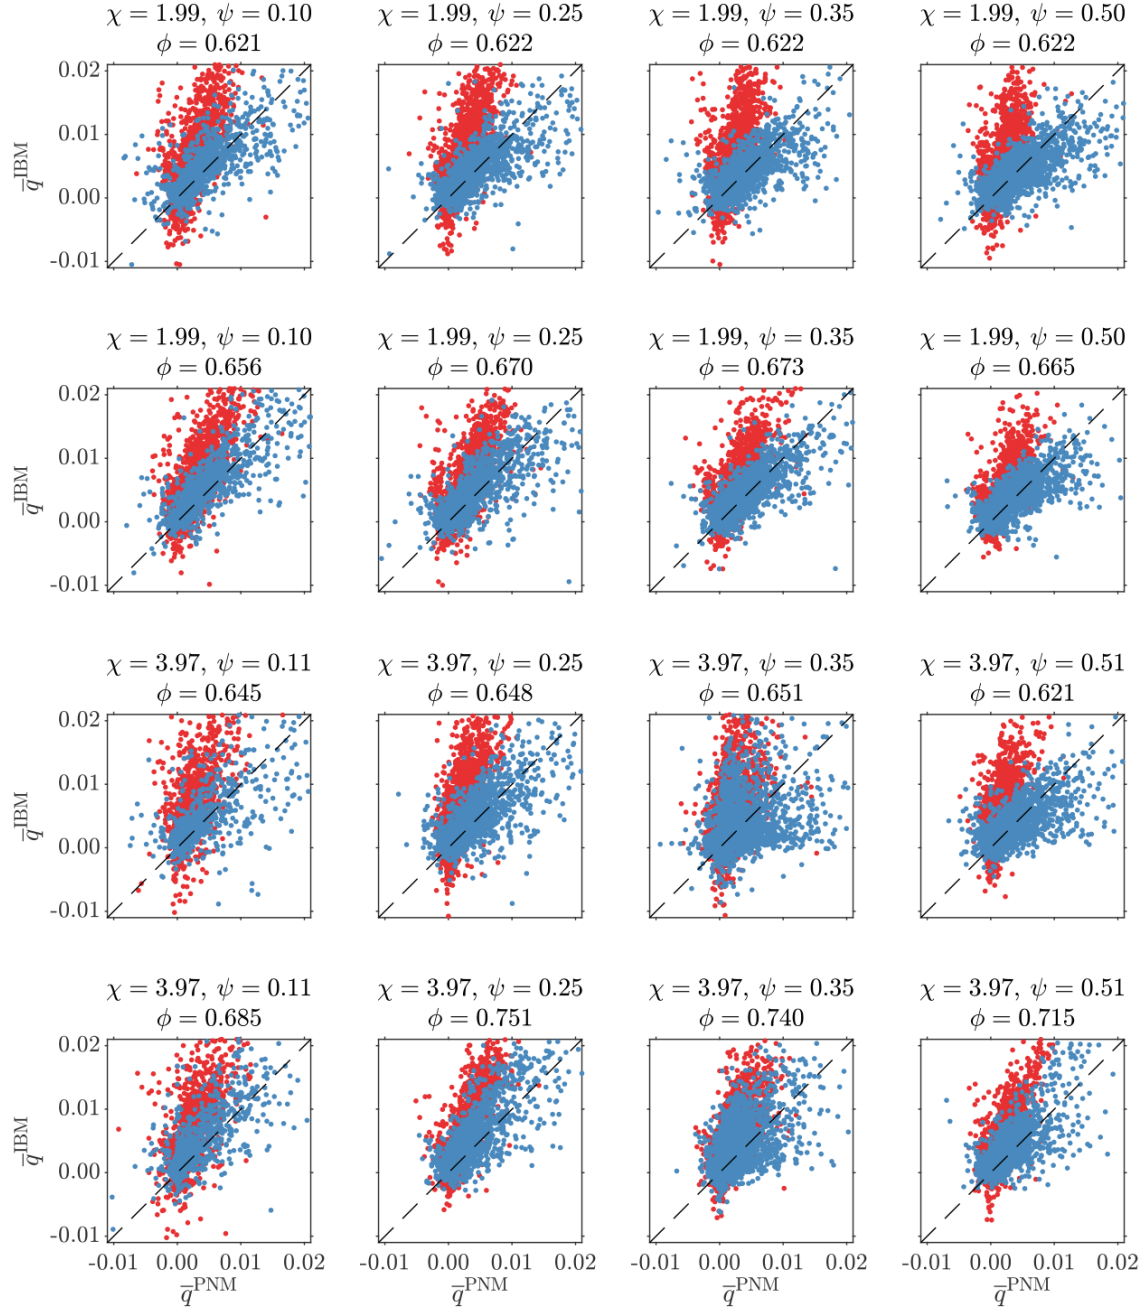 χ = 1.99, ψ = 0.10
ϕ = 0.621
χ = 1.99, ψ = 0.25
ϕ = 0.622
χ = 1.99, ψ = 0.35
ϕ = 0.622
χ = 1.99, ψ = 0.50
ϕ = 0.622
0.02
0.01
0.00
-0.01
q̅^IBM
χ = 1.99, ψ = 0.10
ϕ = 0.656
χ = 1.99, ψ = 0.25
ϕ = 0.670
χ = 1.99, ψ = 0.35
ϕ = 0.673
χ = 1.99, ψ = 0.50
ϕ = 0.665
0.02
0.01
0.00
-0.01
q̅^IBM
χ = 3.97, ψ = 0.11
ϕ = 0.645
χ = 3.97, ψ = 0.25
ϕ = 0.648
χ = 3.97, ψ = 0.35
ϕ = 0.651
χ = 3.97, ψ = 0.51
ϕ = 0.621
0.02
0.01
0.00
-0.01
q̅^IBM
χ = 3.97, ψ = 0.11
ϕ = 0.685
χ = 3.97, ψ = 0.25
ϕ = 0.751
χ = 3.97, ψ = 0.35
ϕ = 0.740
χ = 3.97, ψ = 0.51
ϕ = 0.715
0.02
0.01
0.00
-0.01
q̅^IBM
-0.01 0.00 0.01 0.02
q̅^PNM
-0.01 0.00 0.01 0.02
q̅^PNM
-0.01 0.00 0.01 0.02
q̅^PNM
-0.01 0.00 0.01 0.02
q̅^PNM